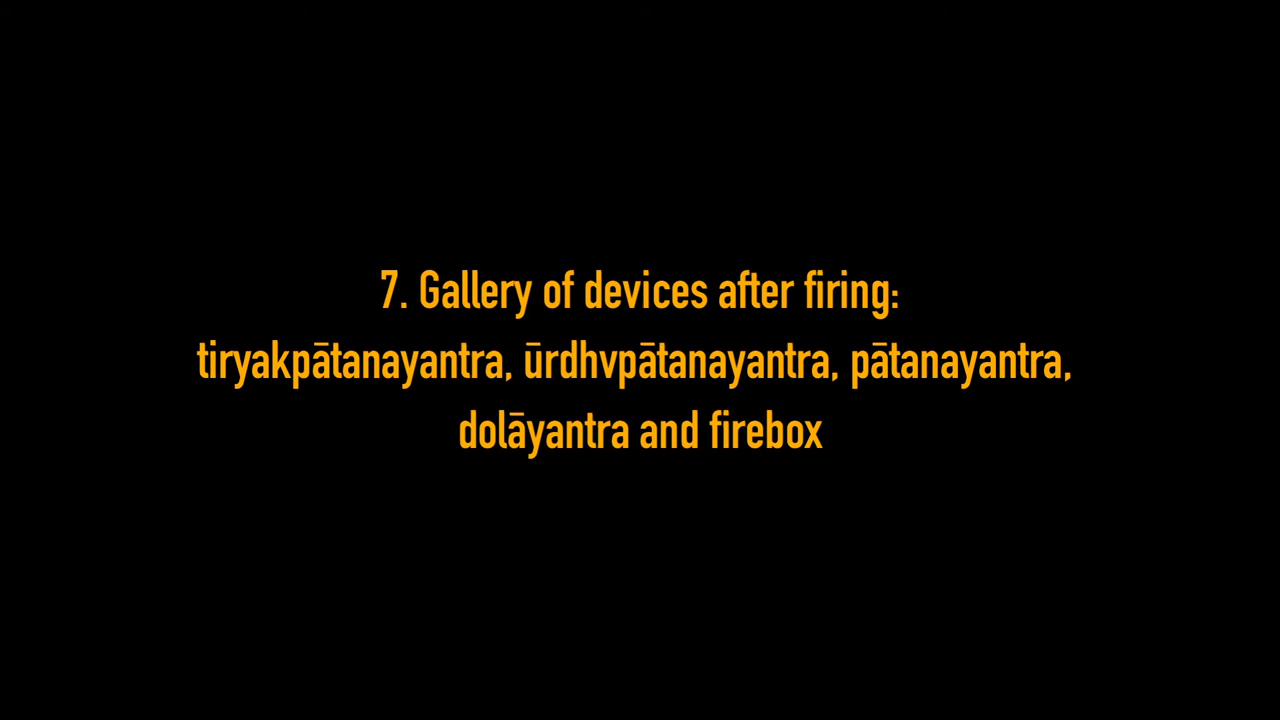 7. Gallery of devices after firing:
tiryakpātanayantra, ūrdhvpātanayantra, pātanayantra,
dolāyantra and firebox